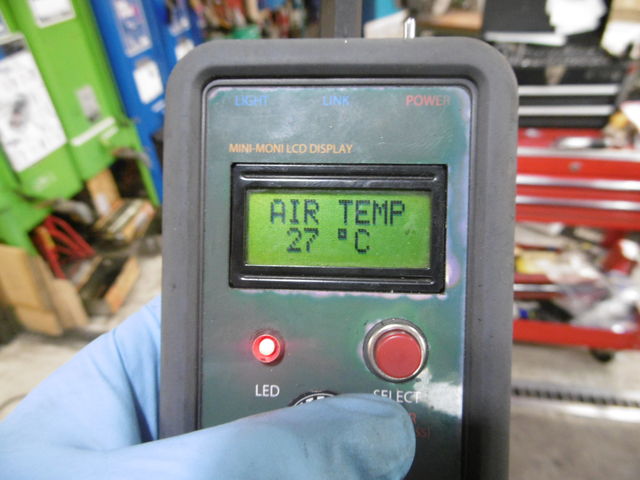 LIGHT LINK POWER
MINI-MONI LCD DISPLAY
AIR TEMP
27 °C
LED
SELECT